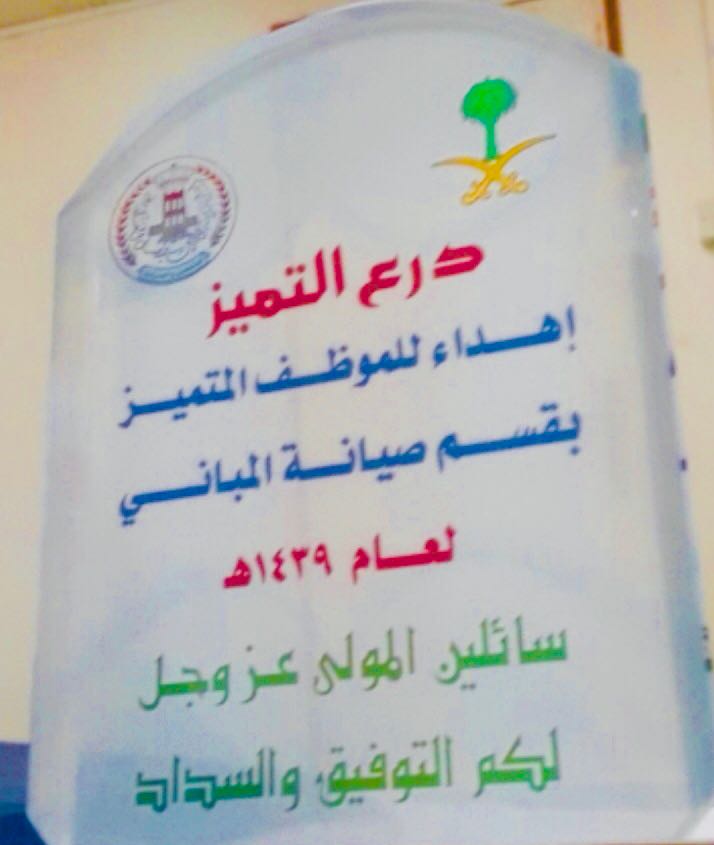 درع التميز
إهداء للموظف المتميز
بقسم صيانة المباني
لعام ١٤٣٩هـ
سائلين المولى عز وجل
لكم التوفيق والسداد